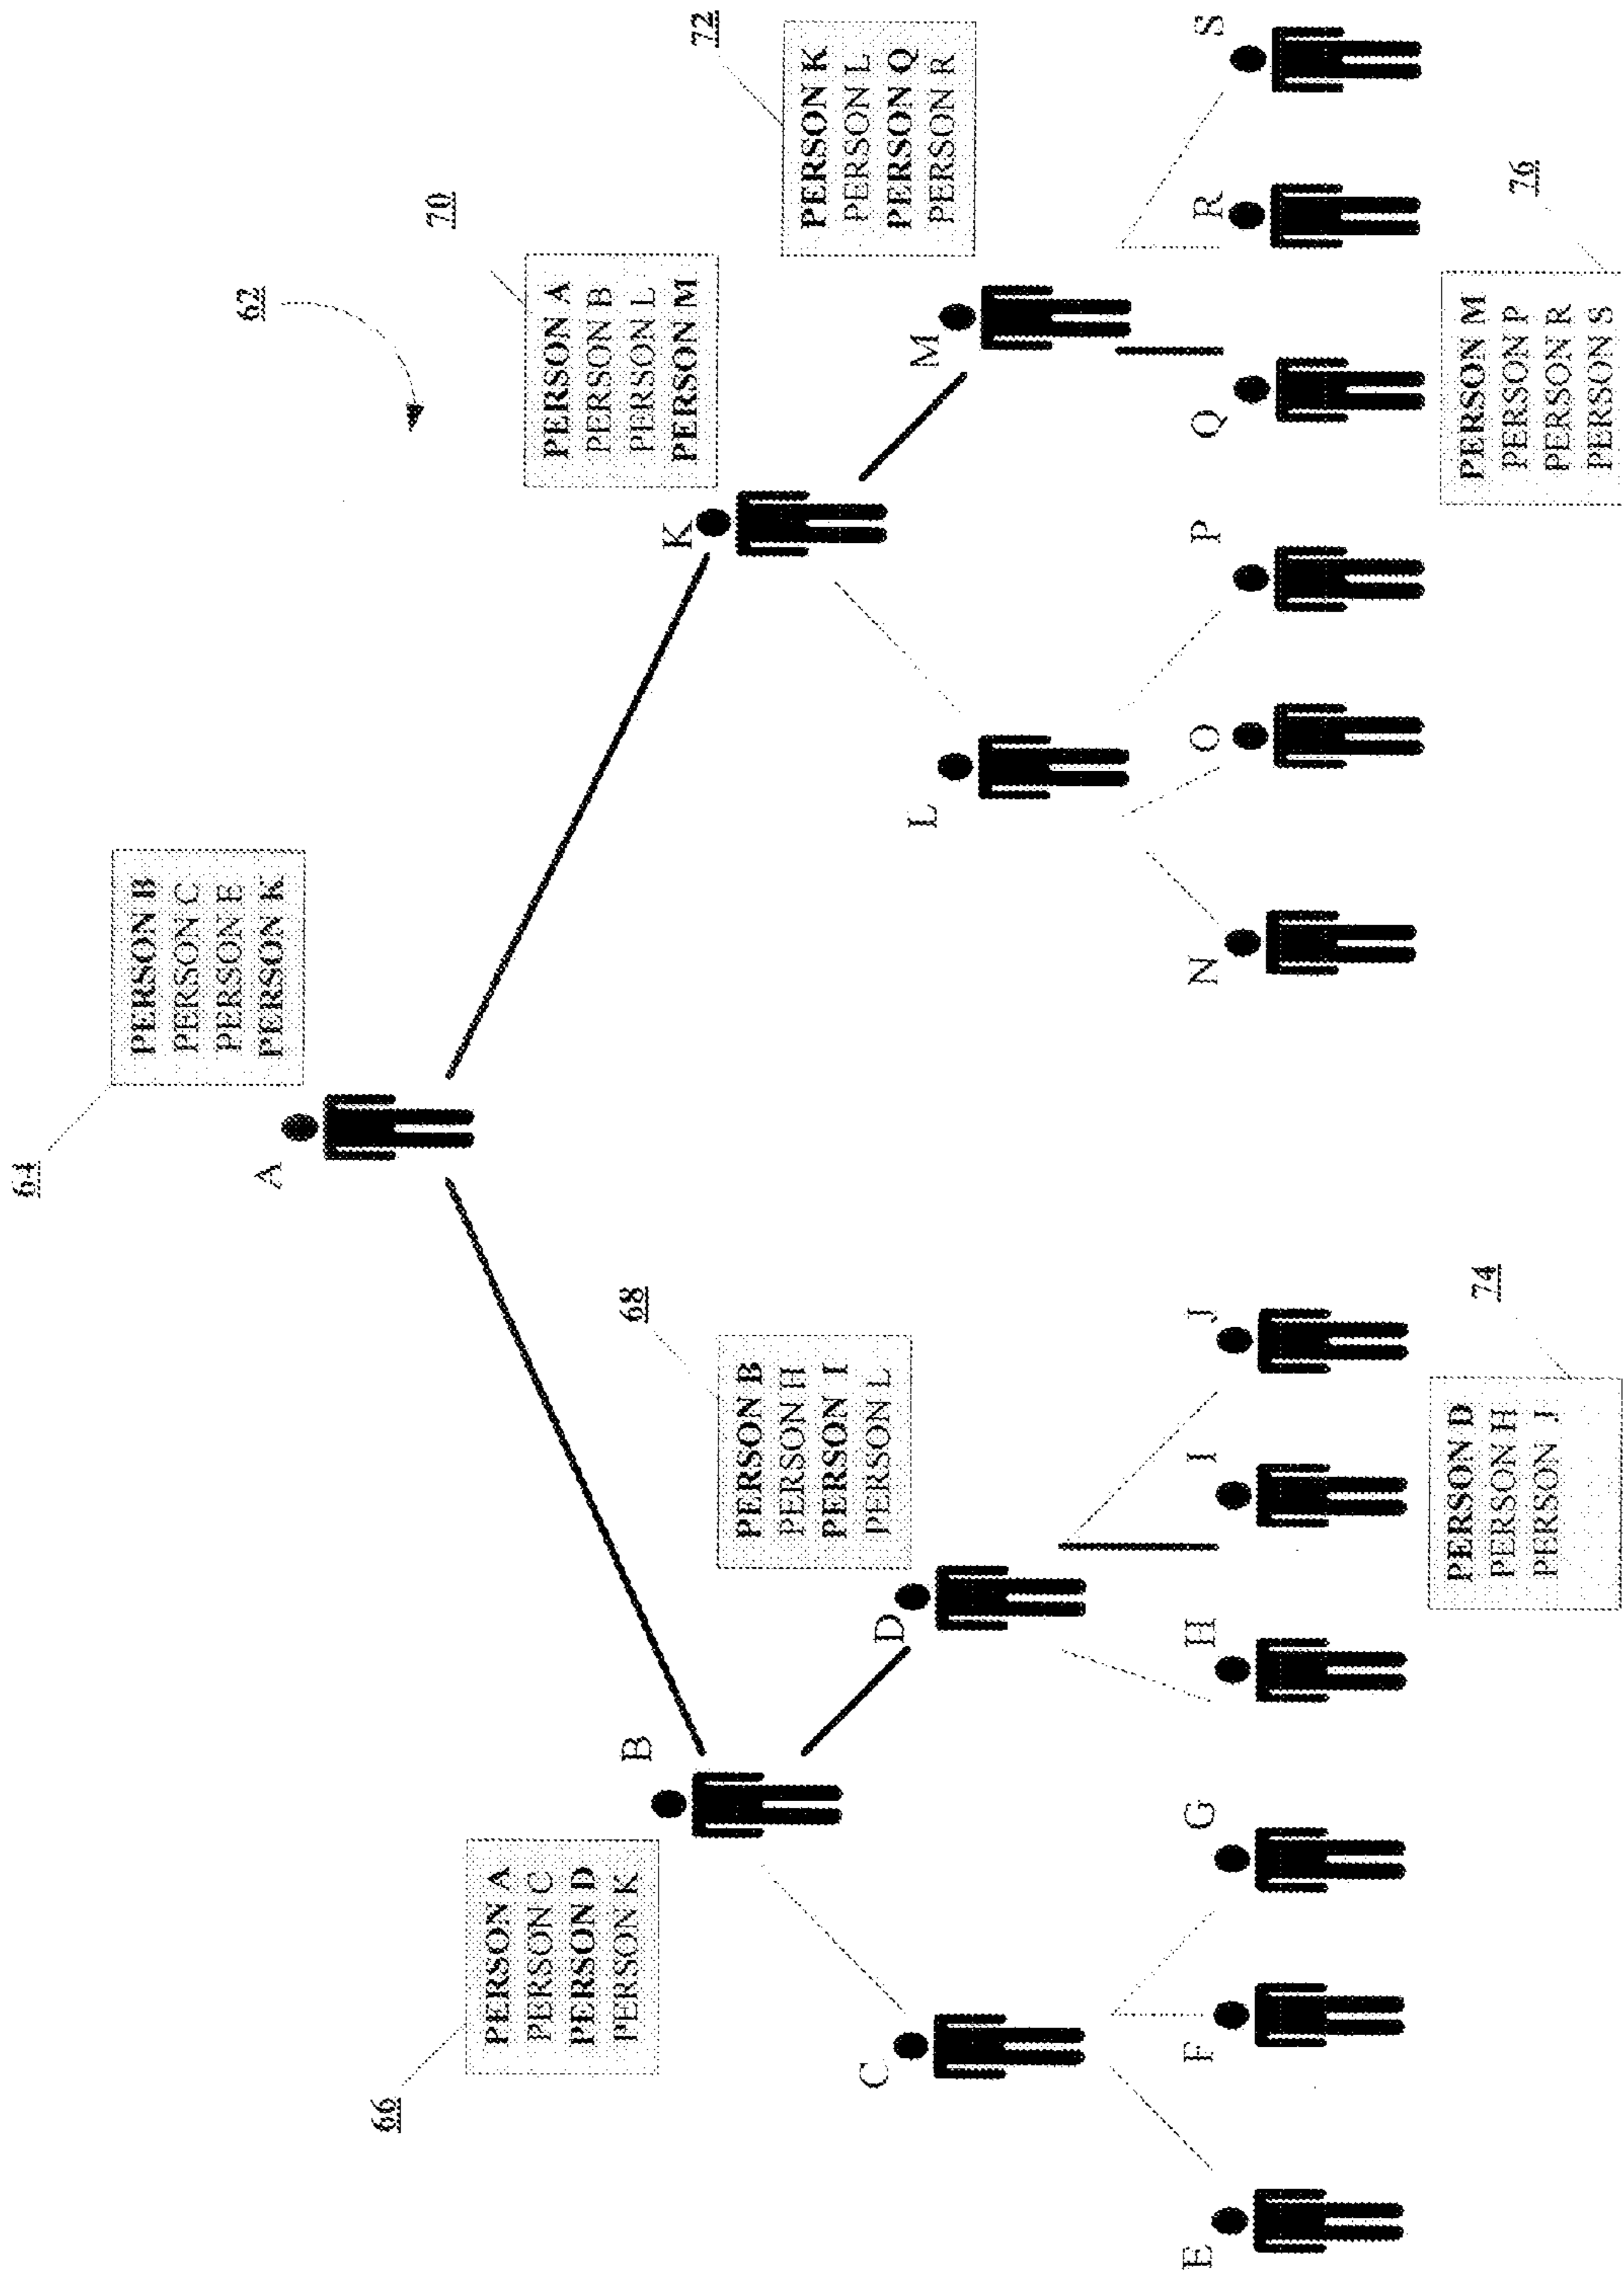 64
62
A
PERSON B
PERSON C
PERSON E
PERSON K
66
PERSON A
PERSON C
PERSON D
PERSON K
B
68
PERSON B
PERSON H
PERSON I
PERSON L
K
70
PERSON A
PERSON B
PERSON L
PERSON M
72
PERSON K
PERSON L
PERSON Q
PERSON R
C
D
L
M
E
F
G
H
I
J
N
O
P
Q
R
S
74
PERSON D
PERSON H
PERSON J
76
PERSON M
PERSON P
PERSON R
PERSON S